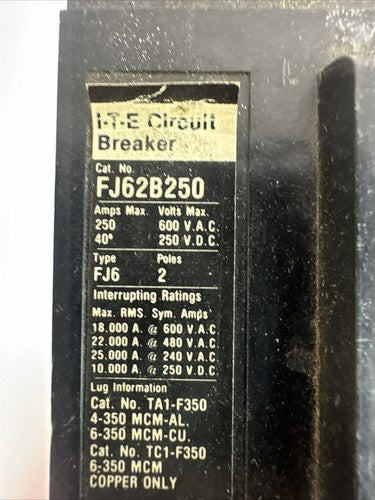 I-T-E Circuit
Breaker
Cat. No.
FJ62B250
Amps Max. Volts Max.
250 600 V.A.C.
40° 250 V.D.C.
Type Poles
FJ6 2
Interrupting Ratings
Max. RMS. Sym. Amps
18.000 A. @ 600 V.A.C.
22.000 A. @ 480 V.A.C.
25.000 A. @ 240 V.A.C.
10.000 A. @ 250 V.D.C.
Lug Information
Cat. No. TA1-F350
4-350 MCM-AL.
6-350 MCM-CU.
Cat. No. TC1-F350
6-350 MCM
COPPER ONLY